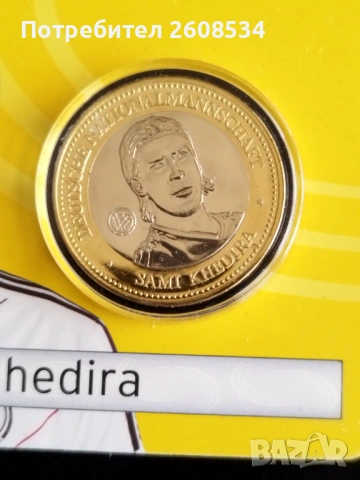 Потребител 2608534
DEUTSCHE NATIONALMANNSCHAFT
SAMI KHEDIRA
hedira
BAZAR